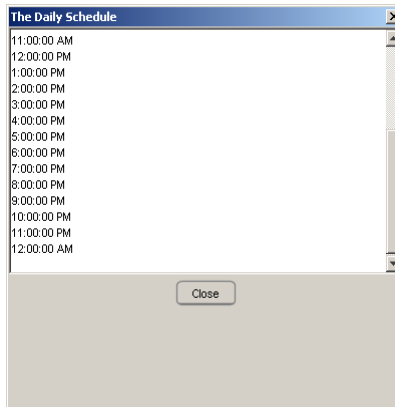 The Daily Schedule
11:00:00 AM
12:00:00 PM
1:00:00 PM
2:00:00 PM
3:00:00 PM
4:00:00 PM
5:00:00 PM
6:00:00 PM
7:00:00 PM
8:00:00 PM
9:00:00 PM
10:00:00 PM
11:00:00 PM
12:00:00 AM
Close